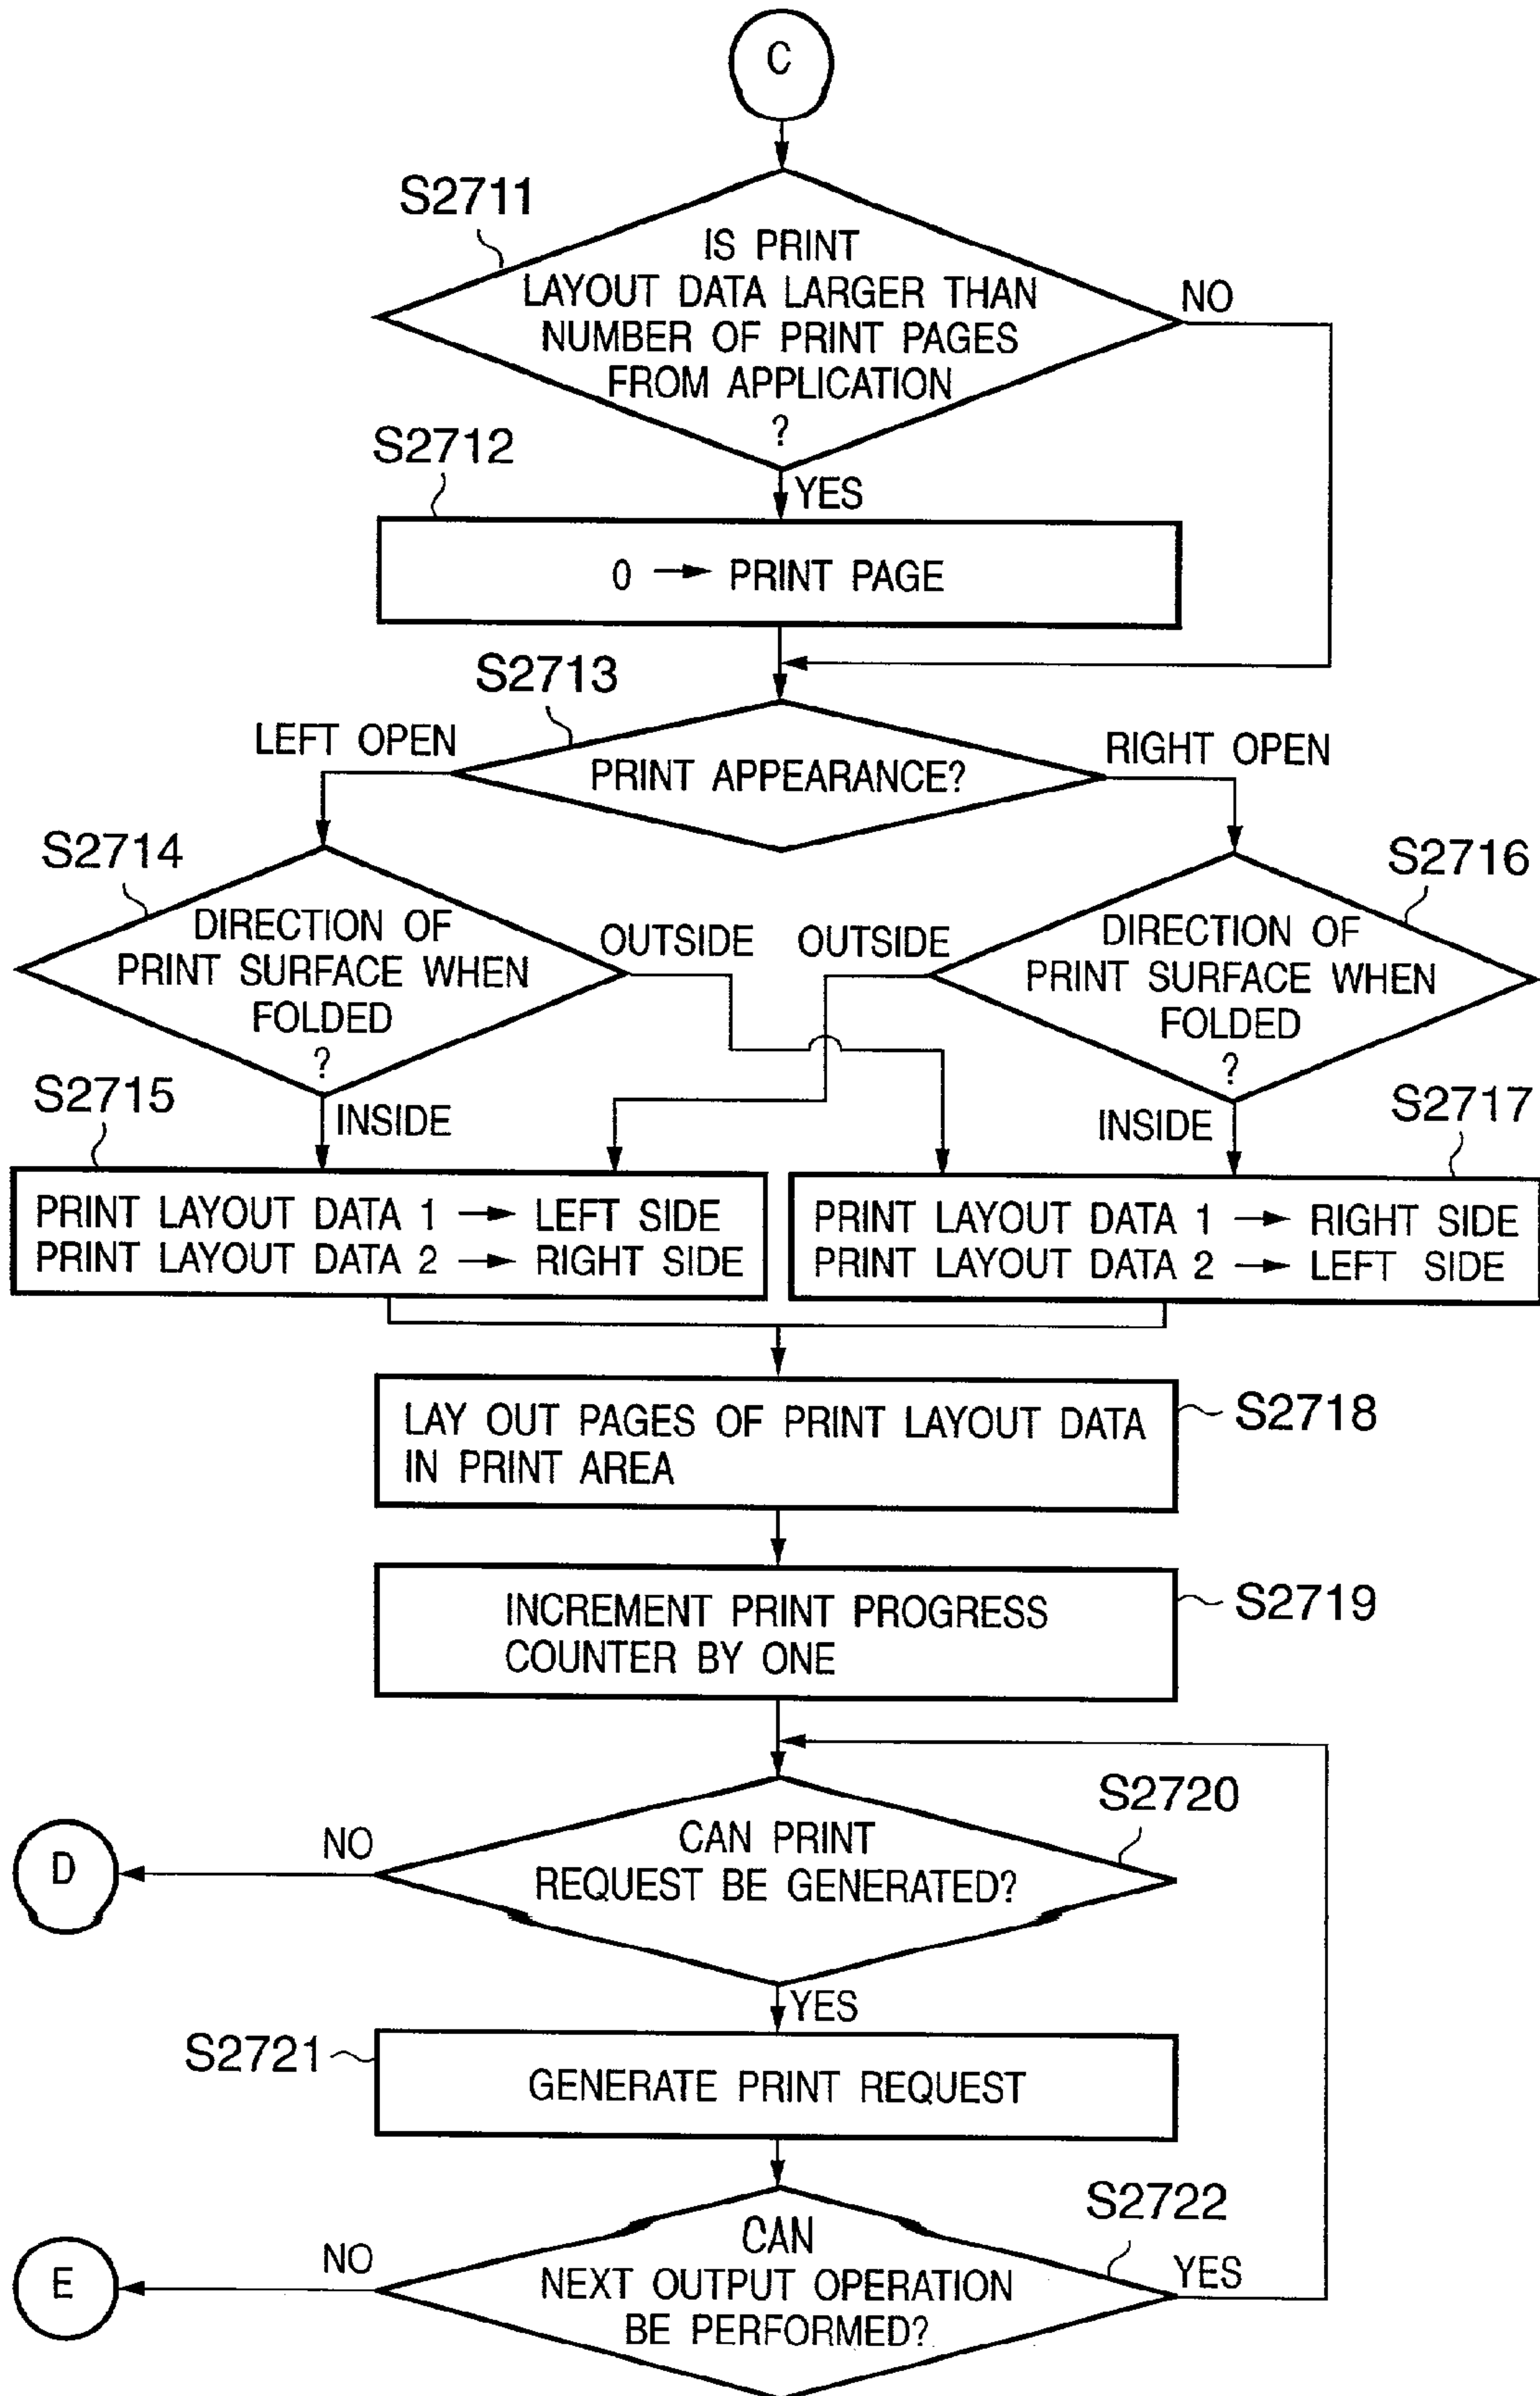 C
S2711
IS PRINT
LAYOUT DATA LARGER THAN
NUMBER OF PRINT PAGES
FROM APPLICATION
?
NO
S2712
YES
0 → PRINT PAGE
S2713
LEFT OPEN
PRINT APPEARANCE?
RIGHT OPEN
S2714
DIRECTION OF
PRINT SURFACE WHEN
FOLDED
?
OUTSIDE
OUTSIDE
S2716
DIRECTION OF
PRINT SURFACE WHEN
FOLDED
?
S2715
INSIDE
INSIDE
S2717
PRINT LAYOUT DATA 1 → LEFT SIDE
PRINT LAYOUT DATA 2 → RIGHT SIDE
PRINT LAYOUT DATA 1 → RIGHT SIDE
PRINT LAYOUT DATA 2 → LEFT SIDE
LAY OUT PAGES OF PRINT LAYOUT DATA
IN PRINT AREA
S2718
INCREMENT PRINT PROGRESS
COUNTER BY ONE
S2719
S2720
CAN PRINT
REQUEST BE GENERATED?
NO
D
YES
S2721
GENERATE PRINT REQUEST
S2722
CAN
NEXT OUTPUT OPERATION
BE PERFORMED?
NO
E
YES